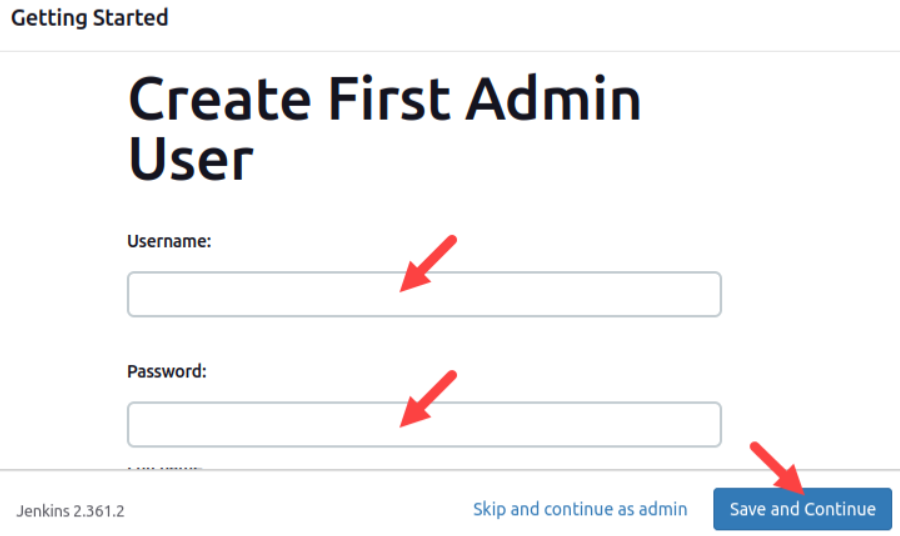 Getting Started
Create First Admin
User
Username:
Password:
Jenkins 2.361.2
Skip and continue as admin
Save and Continue